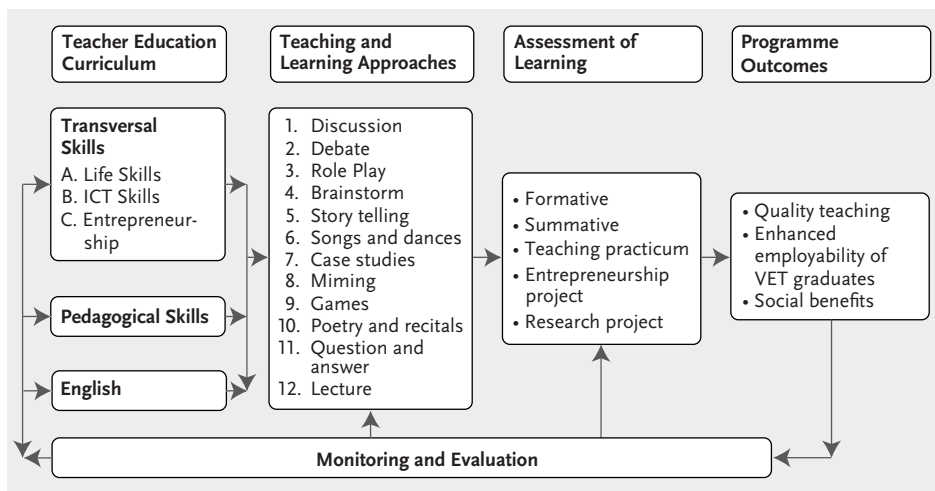 Teacher Education
Curriculum
Teaching and
Learning Approaches
Assessment of
Learning
Programme
Outcomes
Transversal
Skills
A. Life Skills
B. ICT Skills
C. Entrepreneur-
ship
Pedagogical Skills
English
1. Discussion
2. Debate
3. Role Play
4. Brainstorm
5. Story telling
6. Songs and dances
7. Case studies
8. Miming
9. Games
10. Poetry and recitals
11. Question and
answer
12. Lecture
• Formative
• Summative
• Teaching practicum
• Entrepreneurship
project
• Research project
• Quality teaching
• Enhanced
employability of
VET graduates
• Social benefits
Monitoring and Evaluation